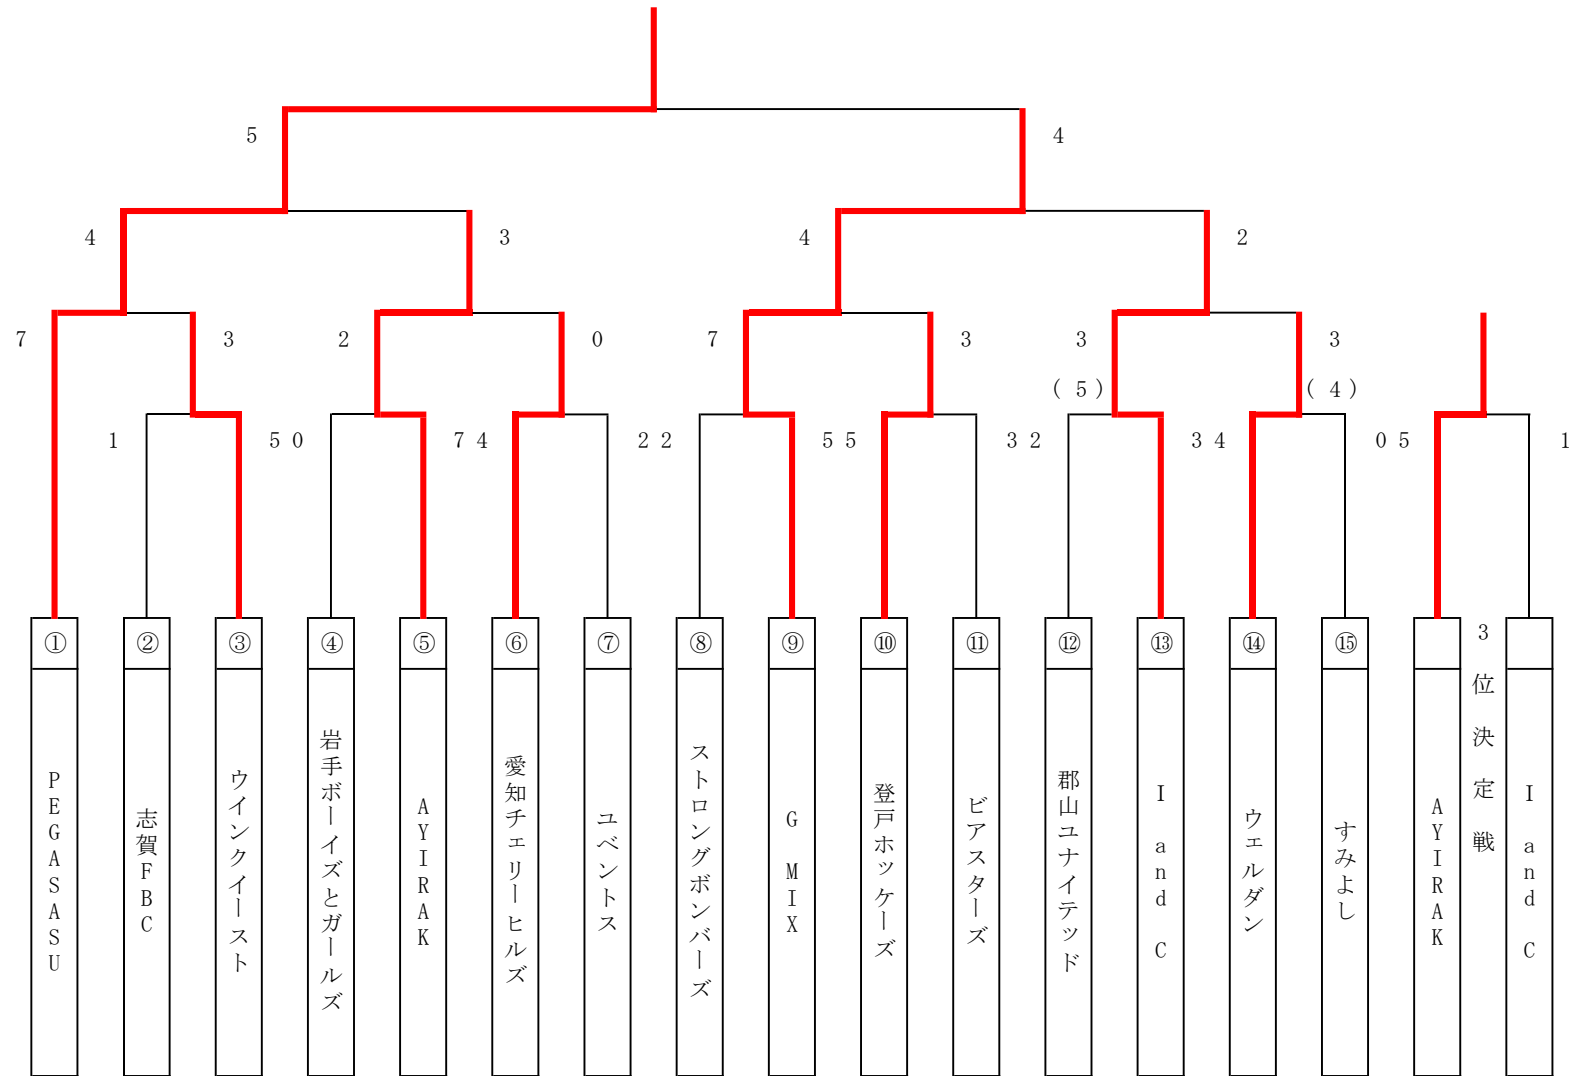 5 4
4 3 4 2
7 3 2 0 7 3 3 3
( 5 ) ( 4 )
1 5 0 7 4 2 2 5 5 3 2 3 4 0 5 1
① ② ③ ④ ⑤ ⑥ ⑦ ⑧ ⑨ ⑩ ⑪ ⑫ ⑬ ⑭ ⑮
PEGASASU
志賀FBC
ウインクイースト
岩手ボーイズとガールズ
AYIRAK
愛知チェリーヒルズ
ユベントス
ストロングボンバーズ
G MIX
登戸ホッケーズ
ビアスターズ
郡山ユナイテッド
I and C
ウェルダン
すみよし
AYIRAK
3位決定戦
I and C